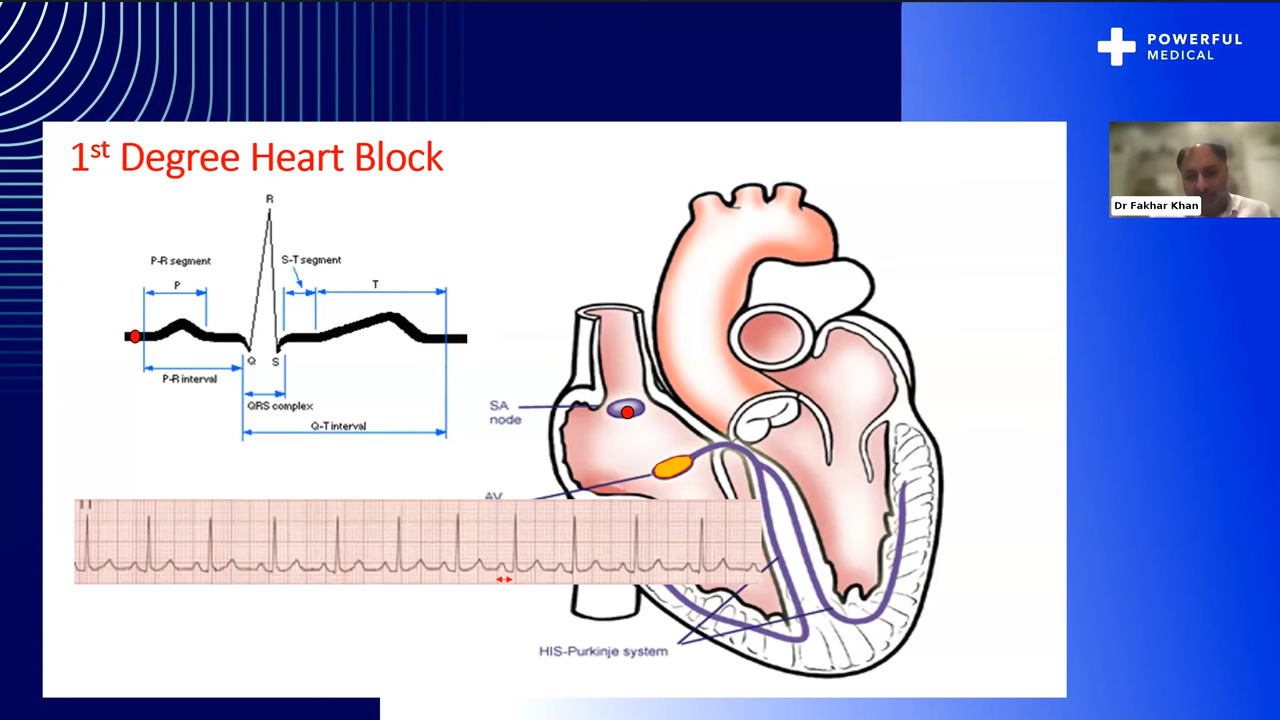 POWERFUL
MEDICAL
Dr Fakhar Khan
1st Degree Heart Block
R
P-R segment
S-T segment
P
T
Q
S
P-R interval
QRS complex
Q-T interval
SA
node
AV
II
HIS-Purkinje system